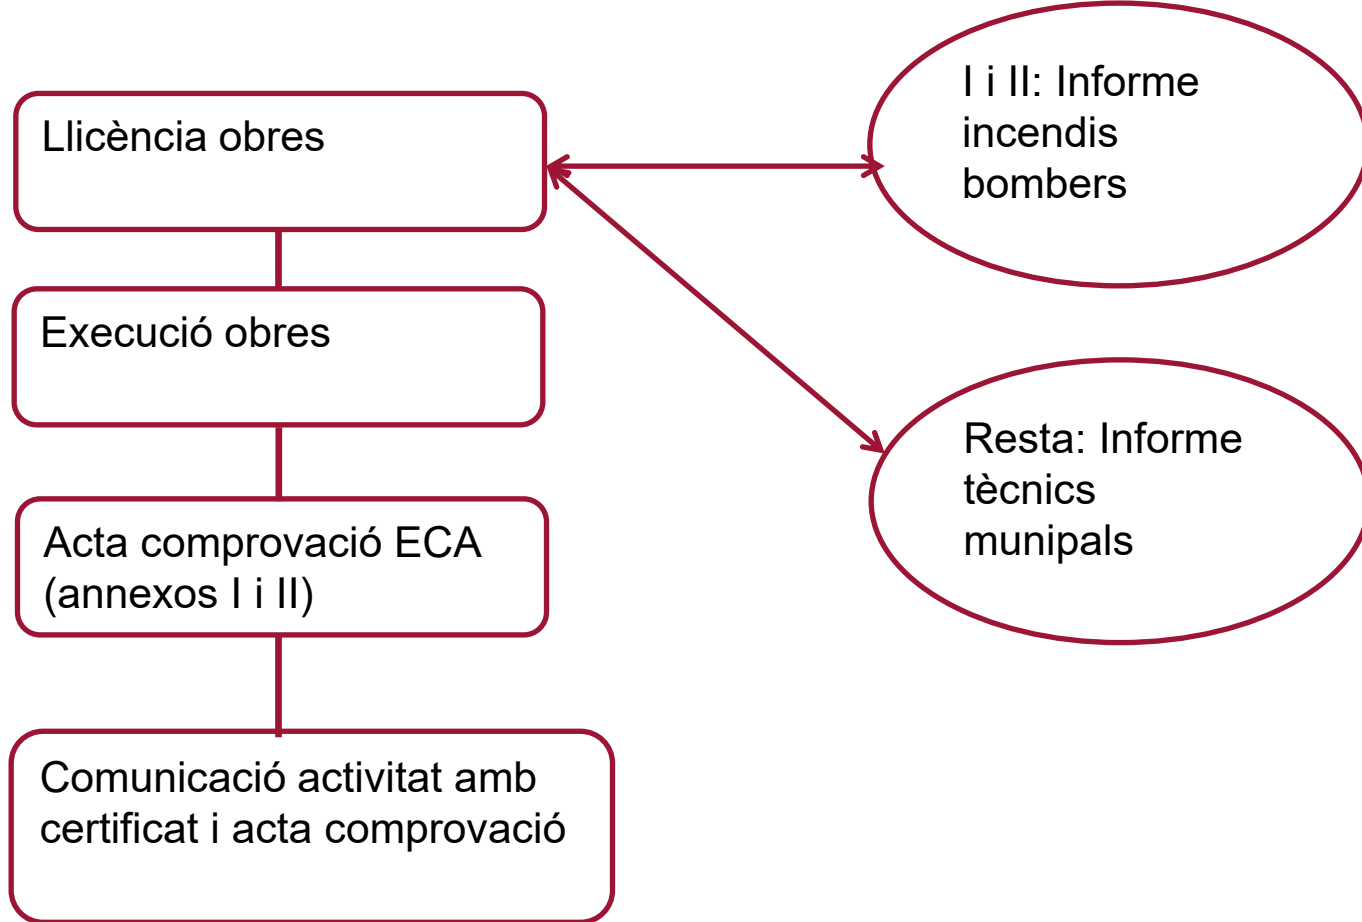 Llicència obres
I i II: Informe
incendis
bombers
Execució obres
Resta: Informe
tècnics
munipals
Acta comprovació ECA
(annexos I i II)
Comunicació activitat amb
certificat i acta comprovació